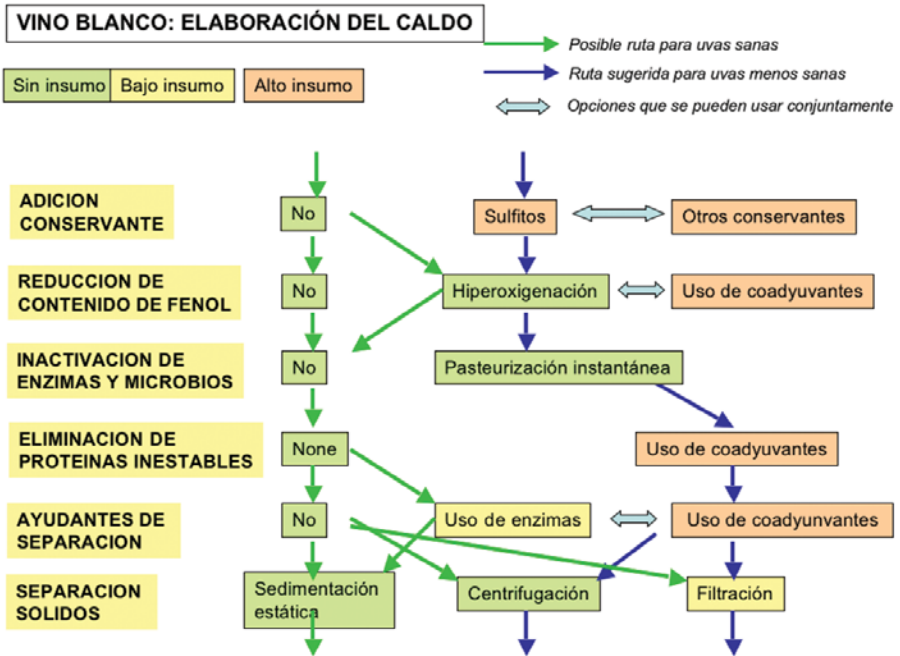 VINO BLANCO: ELABORACIÓN DEL CALDO
Posible ruta para uvas sanas
Sin insumo
Bajo insumo
Alto insumo
Ruta sugerida para uvas menos sanas
Opciones que se pueden usar conjuntamente
ADICION
CONSERVANTE
No
Sulfitos
Otros conservantes
REDUCCION DE
CONTENIDO DE FENOL
No
Hiperoxigenación
Uso de coadyuvantes
INACTIVACION DE
ENZIMAS Y MICROBIOS
No
Pasteurización instantánea
ELIMINACION DE
PROTEINAS INESTABLES
None
Uso de coadyuvantes
AYUDANTES DE
SEPARACION
No
Uso de enzimas
Uso de coadyunvantes
SEPARACION
SOLIDOS
Sedimentación
estática
Centrifugación
Filtración